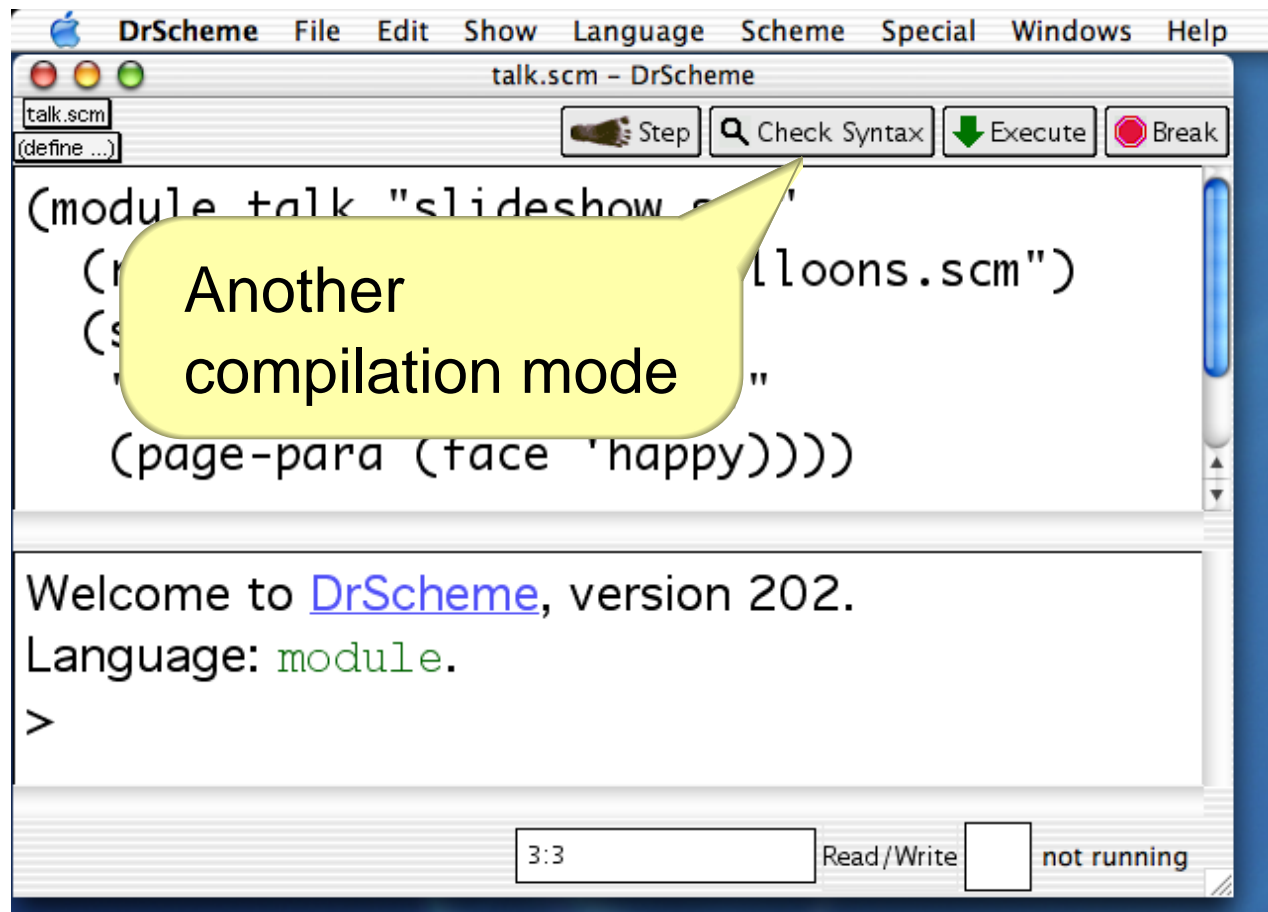 DrScheme File Edit Show Language Scheme Special Windows Help
talk.scm – DrScheme
talk.scm
(define ...)
Step Check Syntax Execute Break
(module talk "slideshow
lloons.scm")
Another
compilation mode
"
(page-para (face 'happy))))
Welcome to DrScheme, version 202.
Language: module.
>
3:3 Read/Write not running